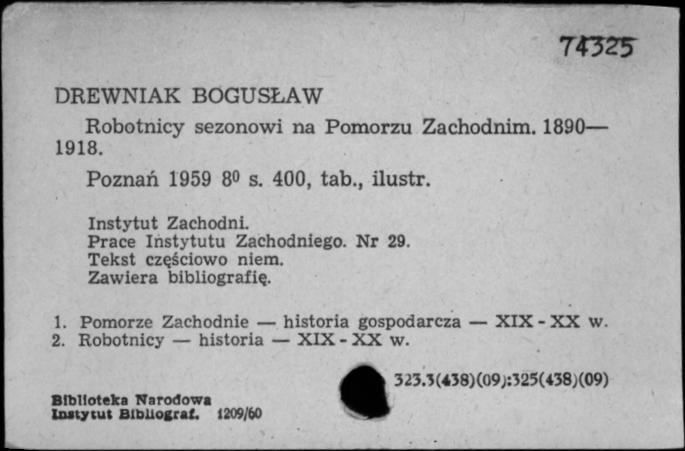 74325
DREWNIAK BOGUSŁAW
Robotnicy sezonowi na Pomorzu Zachodnim. 1890—
1918.
Poznań 1959 8⁰ s. 400, tab., ilustr.
Instytut Zachodni.
Prace Instytutu Zachodniego. Nr 29.
Tekst częściowo niem.
Zawiera bibliografię.
1. Pomorze Zachodnie — historia gospodarcza — XIX - XX w.
2. Robotnicy — historia — XIX - XX w.
323.3(438)(09):325(438)(09)
Biblioteka Narodowa
Instytut Bibliograf. 1209/60